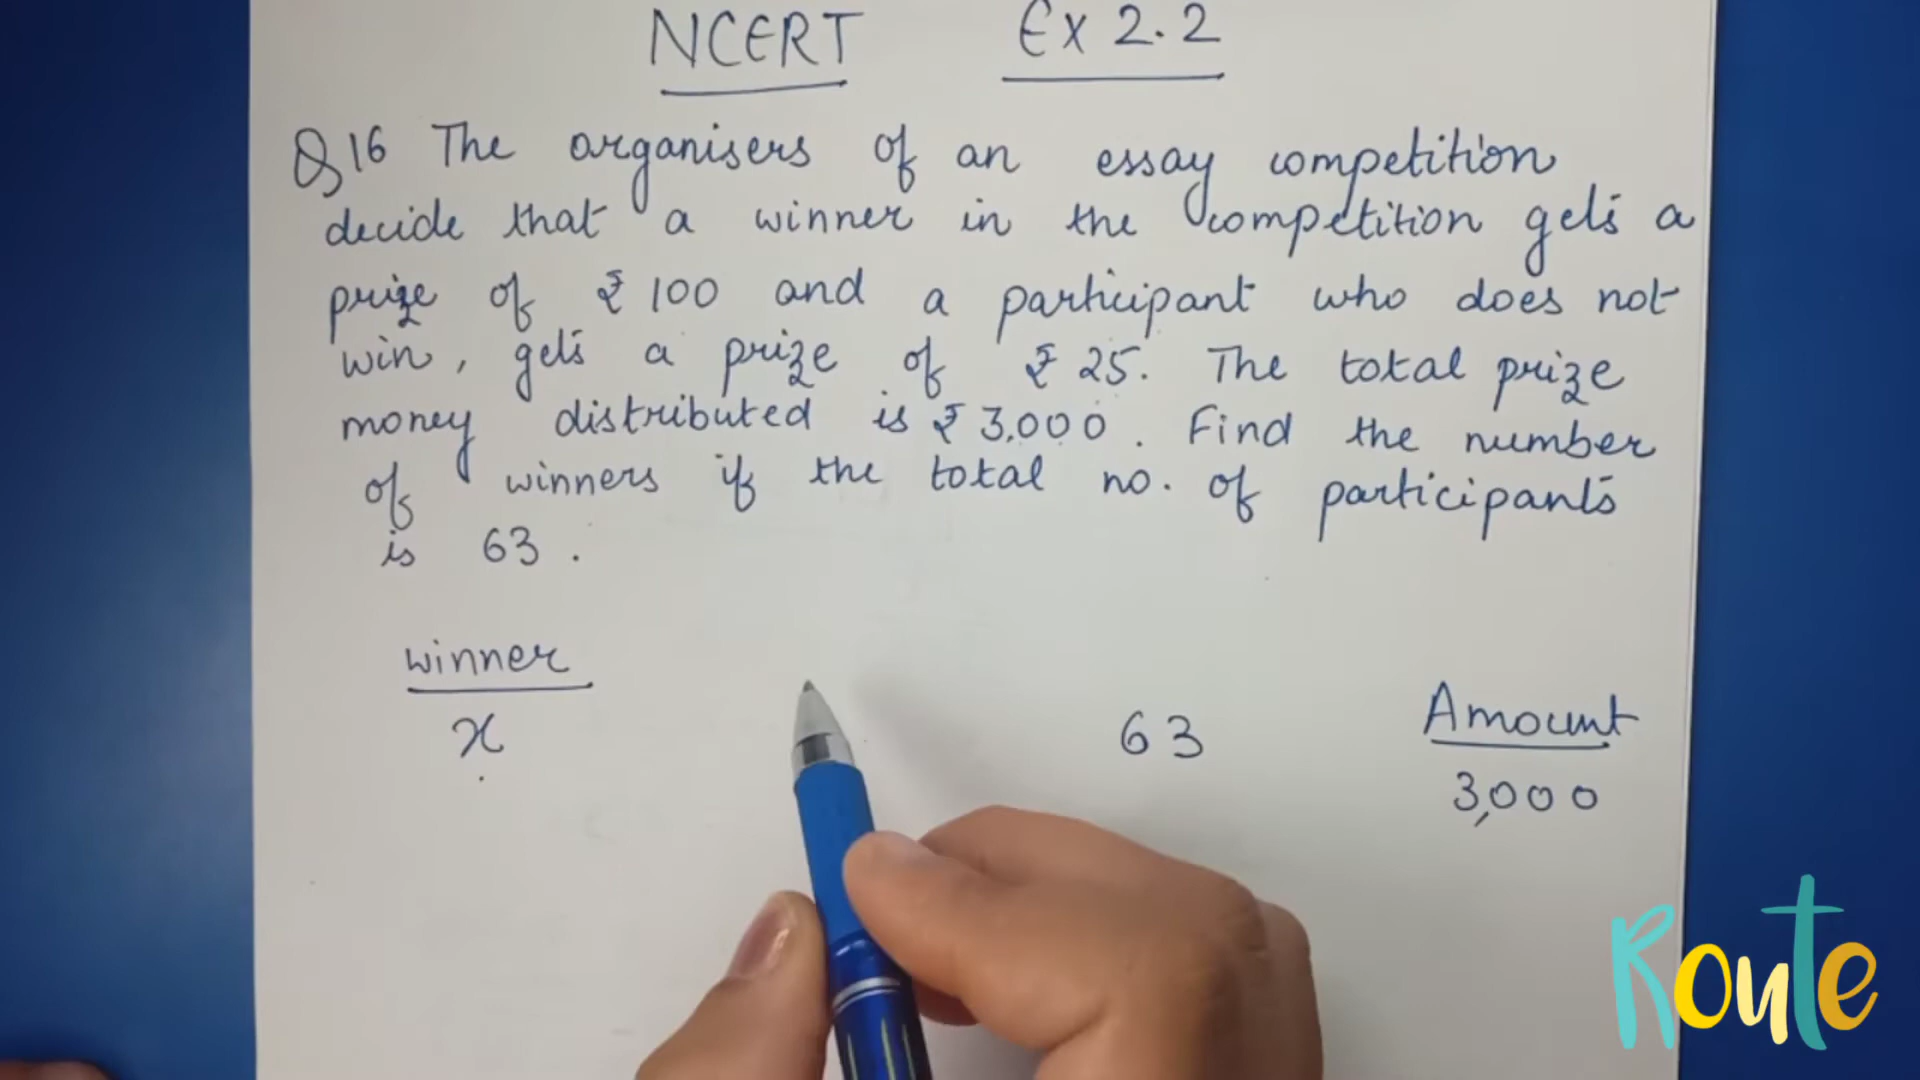 NCERT Ex 2.2
Q16 The organisers of an essay competition
decide that a winner in the competition gets a
prize of ₹ 100 and a participant who does not
win, gets a prize of ₹ 25. The total prize
money distributed is ₹ 3,000. Find the number
of winners if the total no. of participants
is 63.
winner
x
63
Amount
3,000
Route